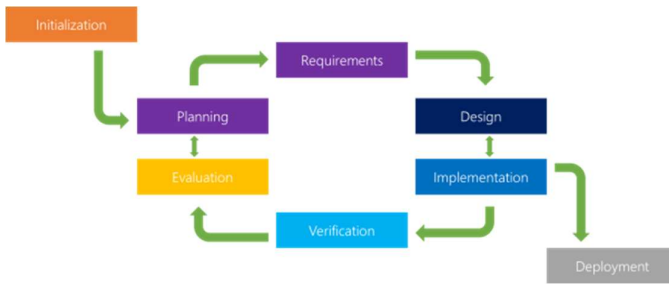 Initialization
Requirements
Planning
Design
Evaluation
Implementation
Verification
Deployment